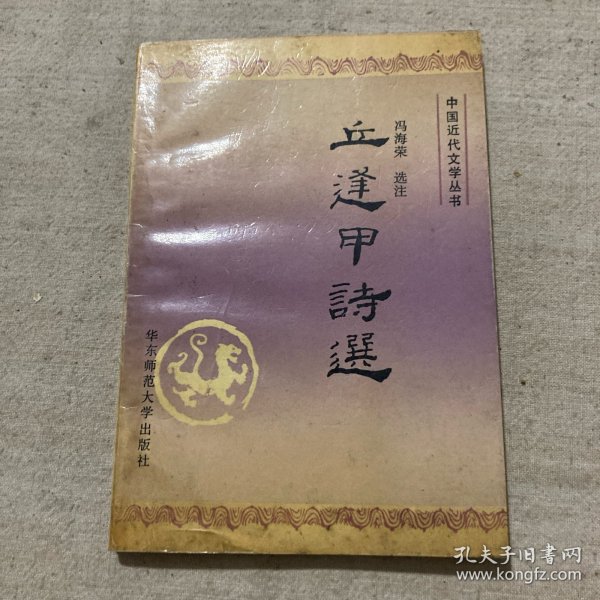 中国近代文学丛书
丘逢甲詩選
冯海荣 选注
华东师范大学出版社
孔夫子旧书网
www.kongfz.com